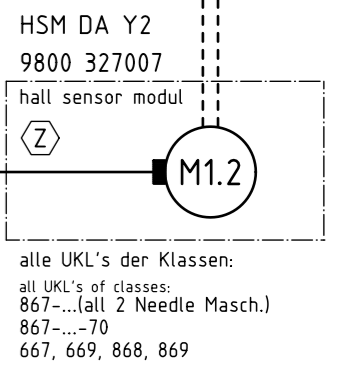 HSM DA Y2
9800 327007
hall sensor modul
Z
M1.2
alle UKL's der Klassen:
all UKL's of classes:
867-...(all 2 Needle Masch.)
867-...-70
667, 669, 868, 869